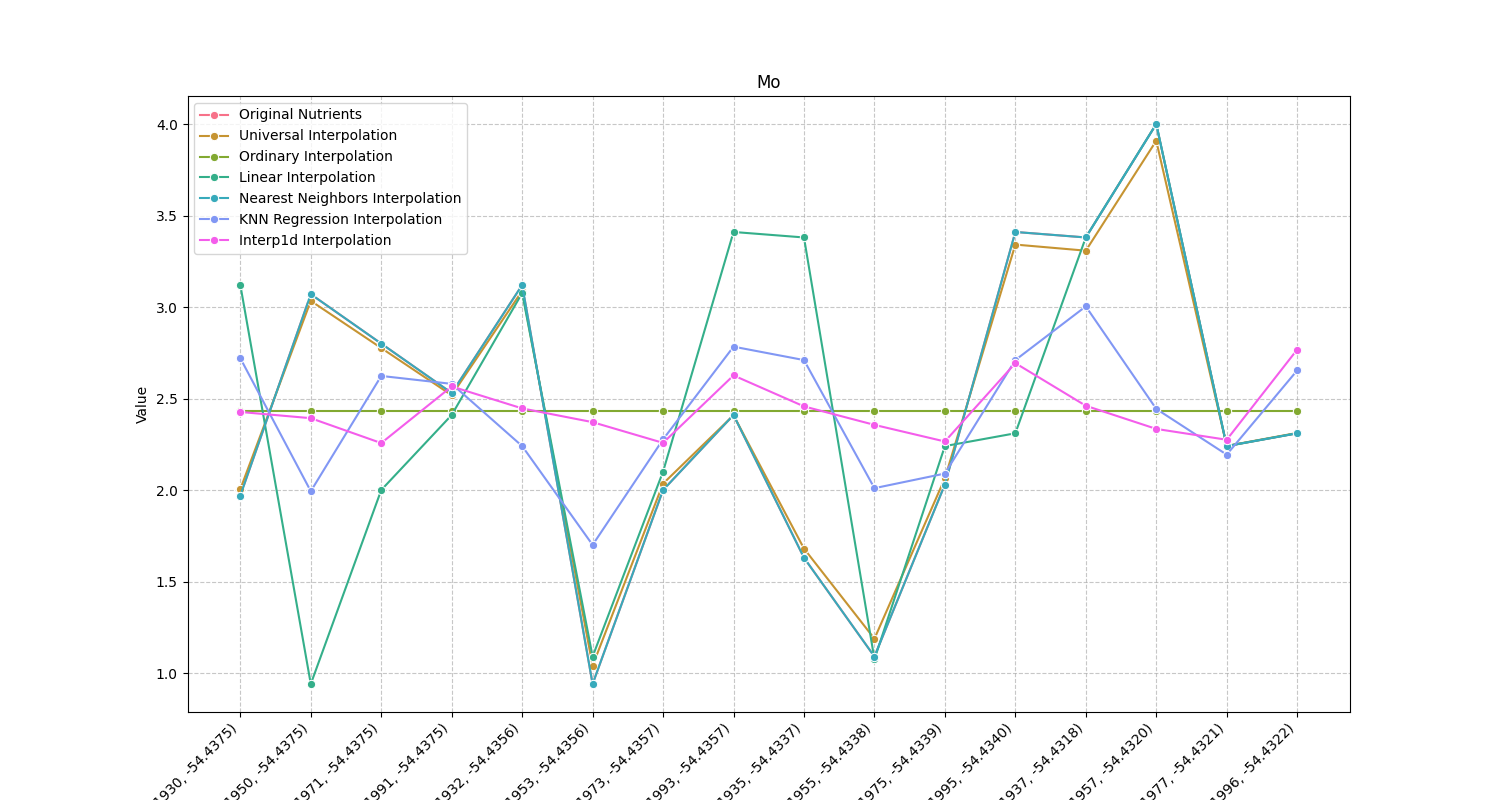 Mo
Original Nutrients
Universal Interpolation
Ordinary Interpolation
Linear Interpolation
Nearest Neighbors Interpolation
KNN Regression Interpolation
Interp1d Interpolation
Value
4.0
3.5
3.0
2.5
2.0
1.5
1.0
1930, -54.4375)
1950, -54.4375)
1971, -54.4375)
1991, -54.4375)
1932, -54.4356)
1953, -54.4356)
1973, -54.4357)
1993, -54.4357)
1935, -54.4337)
1955, -54.4338)
1975, -54.4339)
1995, -54.4340)
1937, -54.4318)
1957, -54.4320)
1977, -54.4321)
1996, -54.4322)